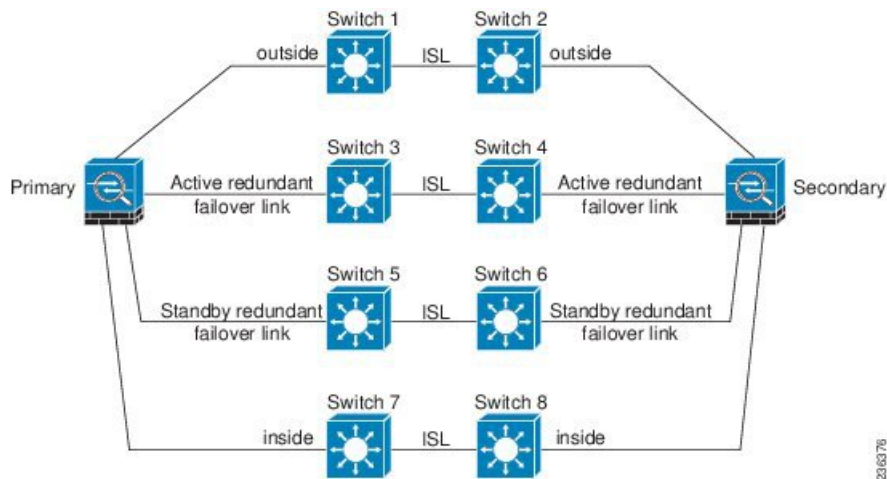 Switch 1 Switch 2
outside ISL outside
Switch 3 Switch 4
Primary Active redundant failover link ISL Active redundant failover link Secondary
Switch 5 Switch 6
Standby redundant failover link ISL Standby redundant failover link
Switch 7 Switch 8
inside ISL inside
236376